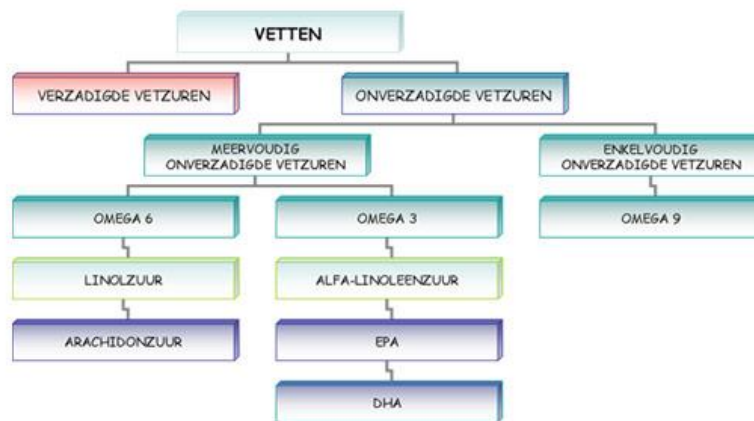 VETTEN
VERZADIGDE VETZUREN
ONVERZADIGDE VETZUREN
MEERVOUDIG
ONVERZADIGDE VETZUREN
ENKELVOUDIG
ONVERZADIGDE VETZUREN
OMEGA 6
OMEGA 3
OMEGA 9
LINOLZUUR
ALFA-LINOLEENZUUR
ARACHIDONZUUR
EPA
DHA